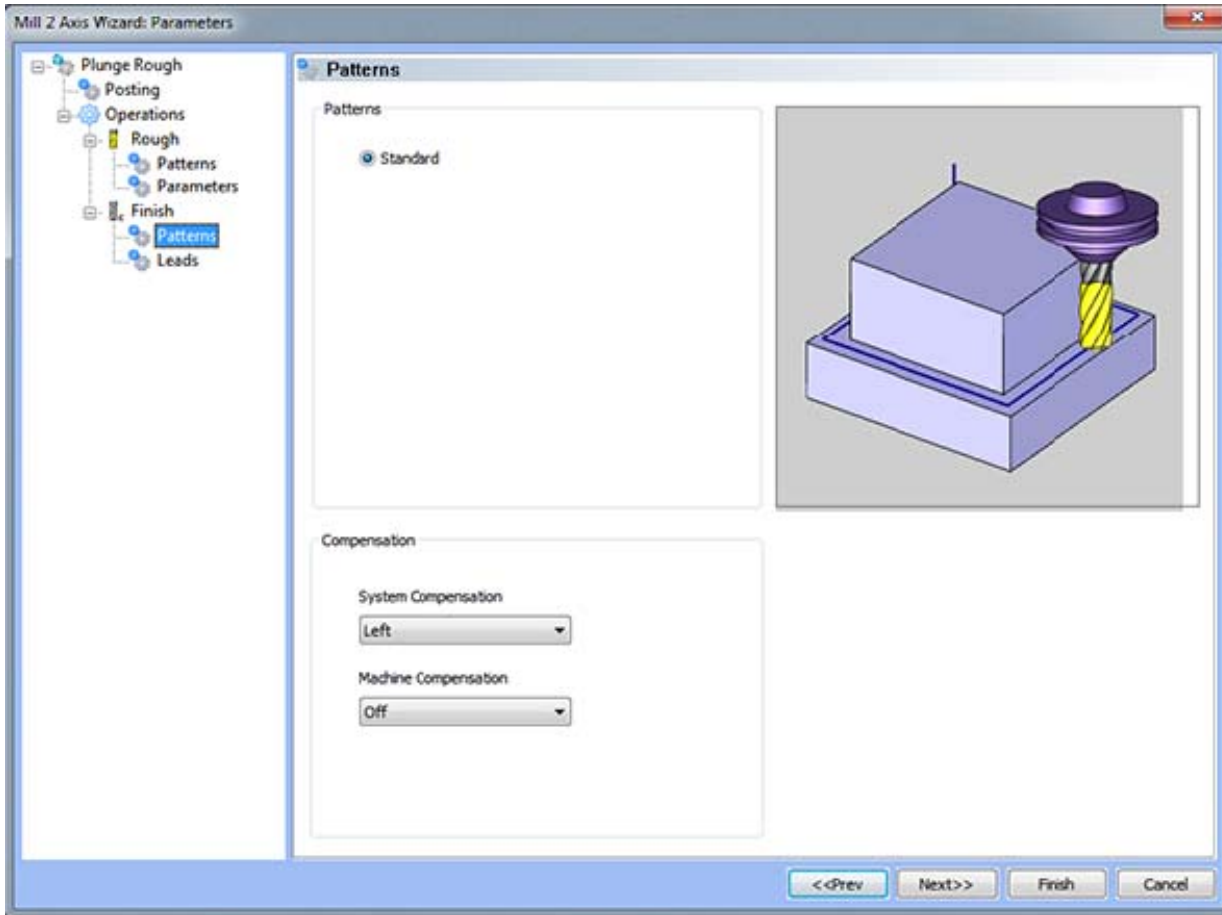 Mill 2 Axis Wizard: Parameters
Plunge Rough
Posting
Operations
Rough
Patterns
Parameters
Finish
Patterns
Leads
Patterns
Patterns
Standard
Compensation
System Compensation
Left
Machine Compensation
Off
<<Prev
Next>>
Finish
Cancel